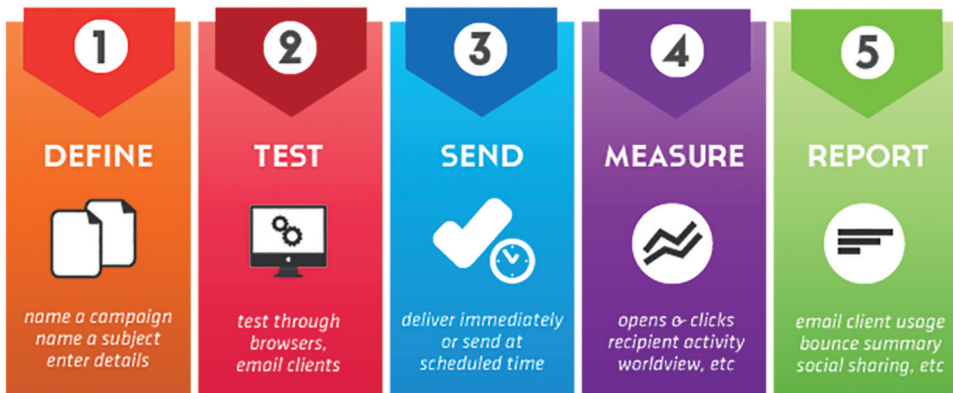 1
DEFINE
name a campaign
name a subject
enter details
2
TEST
test through
browsers,
email clients
3
SEND
deliver immediately
or send at
scheduled time
4
MEASURE
opens & clicks
recipient activity
worldview, etc
5
REPORT
email client usage
bounce summary
social sharing, etc